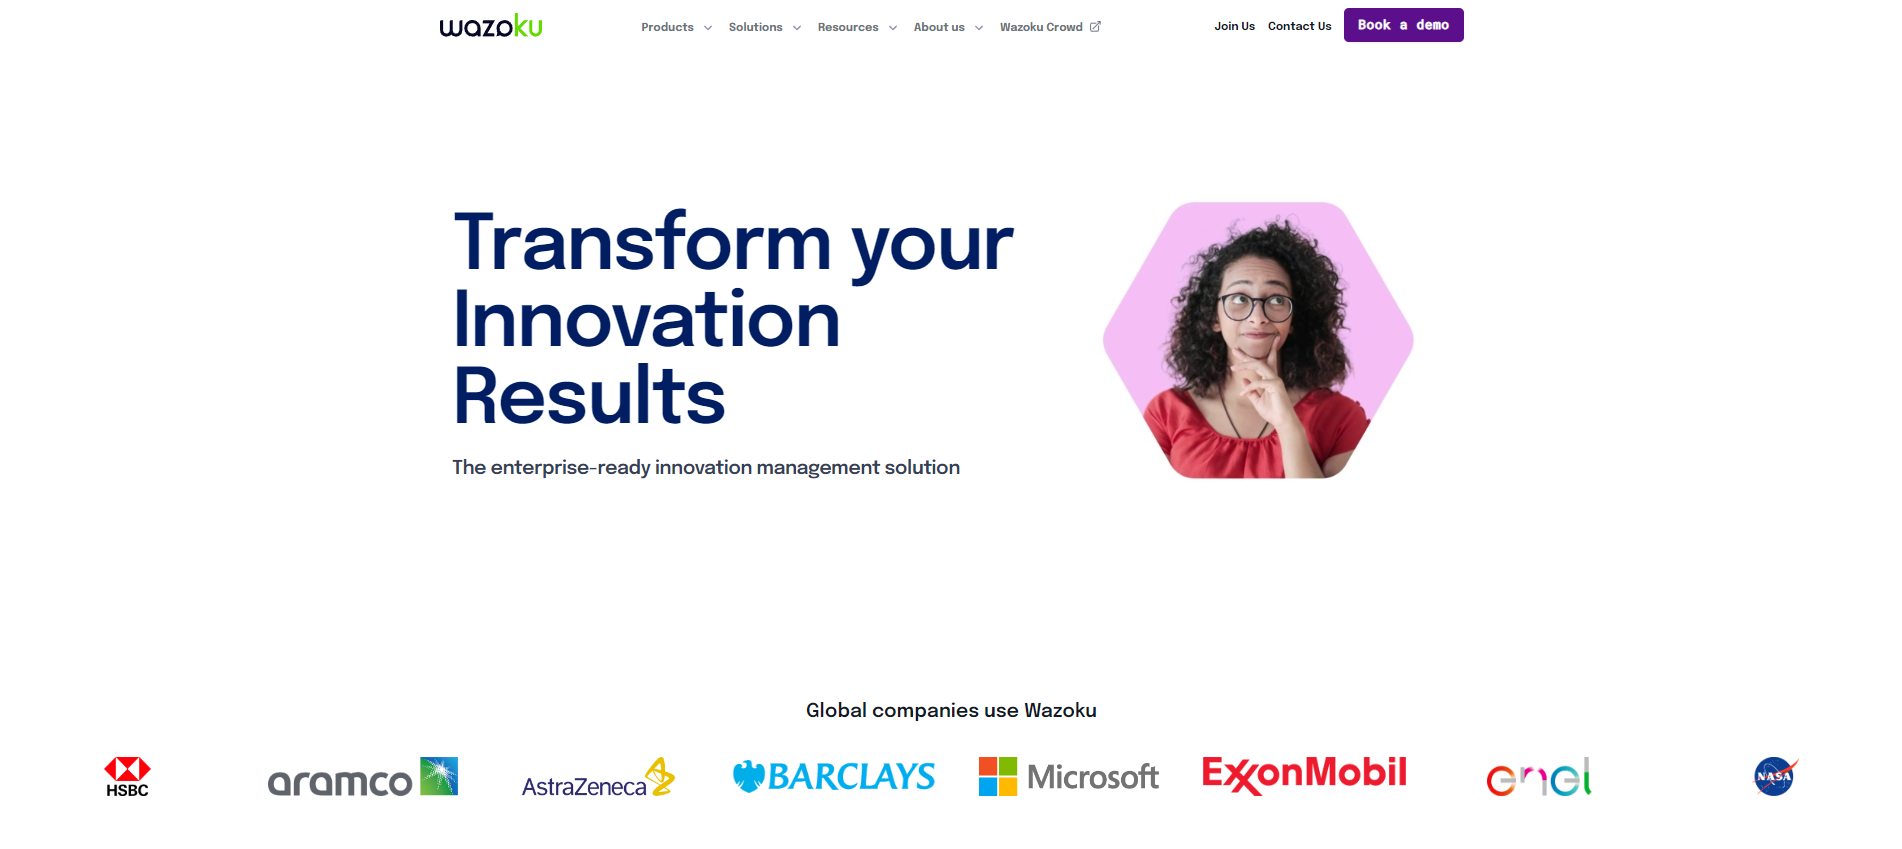 wazoku
Products
Solutions
Resources
About us
Wazoku Crowd
Join Us
Contact Us
Book a demo
Transform your
Innovation
Results
The enterprise-ready innovation management solution
Global companies use Wazoku
HSBC
aramco
AstraZeneca
BARCLAYS
Microsoft
ExxonMobil
enel
NASA